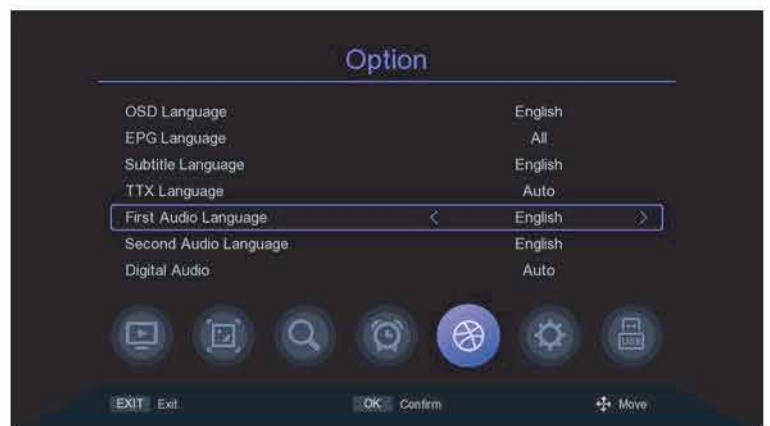 Option
OSD Language English
EPG Language All
Subtitle Language English
TTX Language Auto
First Audio Language < English >
Second Audio Language English
Digital Audio Auto
USB
EXIT Exit OK Confirm Move